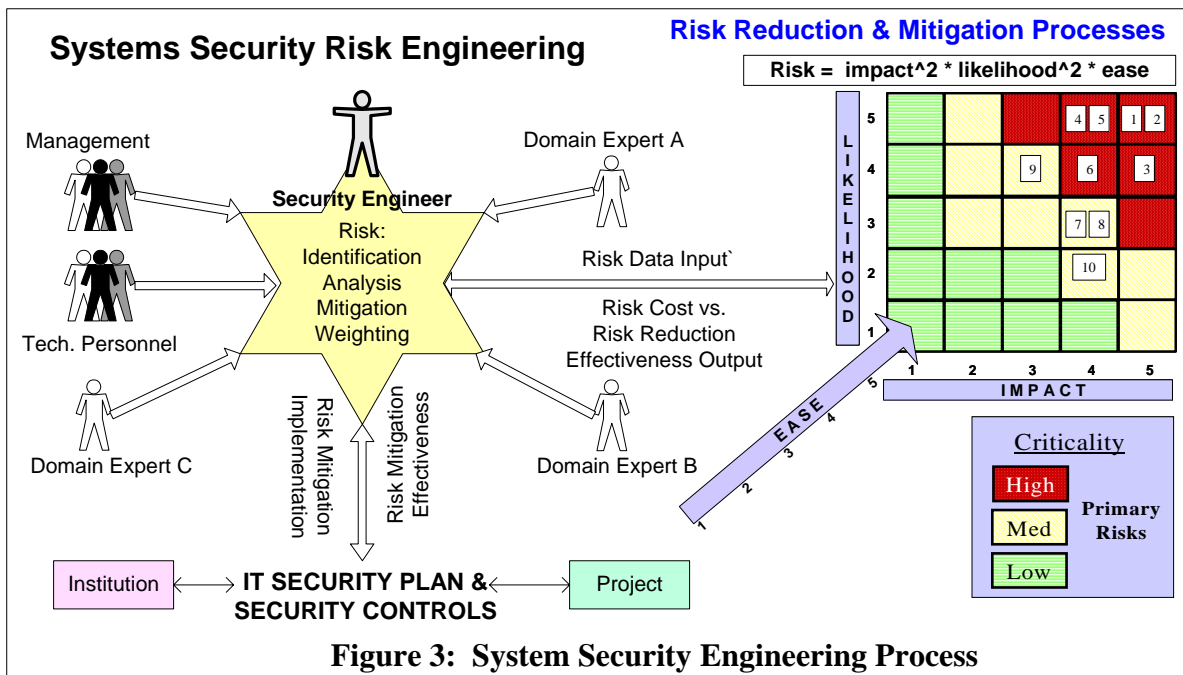 Systems Security Risk Engineering
Risk Reduction & Mitigation Processes
Risk = impact^2 * likelihood^2 * ease
Management
Tech. Personnel
Domain Expert C
Security Engineer
Risk:
Identification
Analysis
Mitigation
Weighting
Domain Expert A
Risk Data Input`
Risk Cost vs.
Risk Reduction
Effectiveness Output
Domain Expert B
Risk Mitigation
Implementation
Risk Mitigation
Effectiveness
Institution
IT SECURITY PLAN &
SECURITY CONTROLS
Project
LIKELIHOOD
5
4
3
2
1
4 5 1 2
9 6 3
7 8
10
1 2 3 4 5
IMPACT
EASE
1 2 3 4 5
Criticality
High
Med
Low
Primary
Risks
Figure 3: System Security Engineering Process